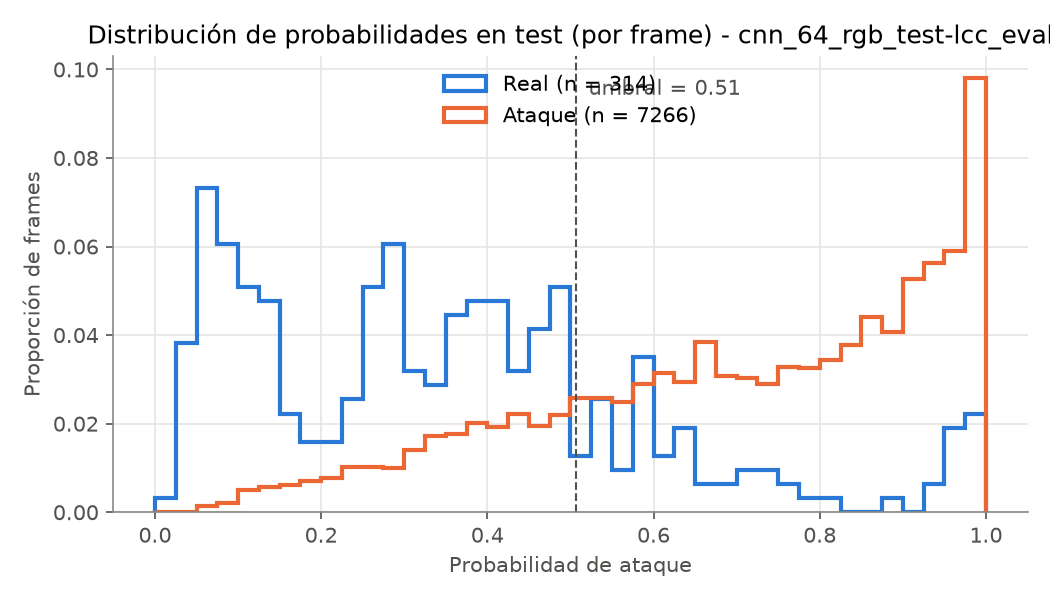 Distribución de probabilidades en test (por frame) - cnn_64_rgb_test-lcc_eval
Real (n = 314)
umbral = 0.51
Ataque (n = 7266)
Proporción de frames
0.10
0.08
0.06
0.04
0.02
0.00
0.0 0.2 0.4 0.6 0.8 1.0
Probabilidad de ataque